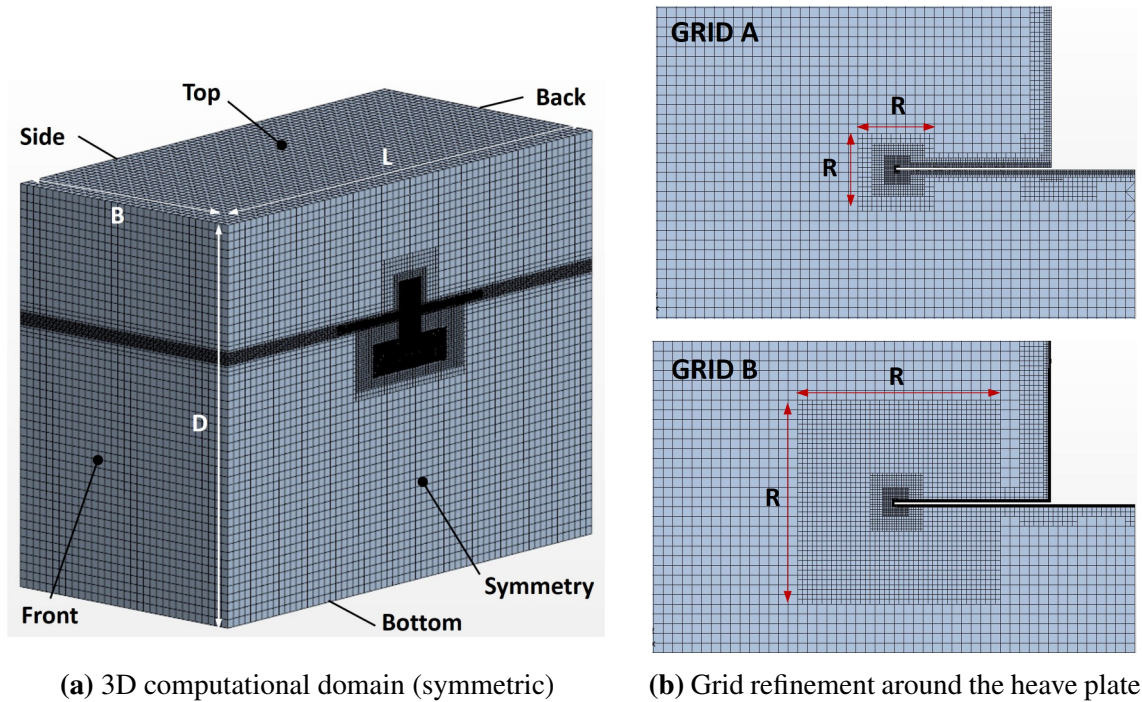 Top
Back
Side
L
B
D
Symmetry
Front
Bottom
(a) 3D computational domain (symmetric)
GRID A
R
R
GRID B
R
R
(b) Grid refinement around the heave plate